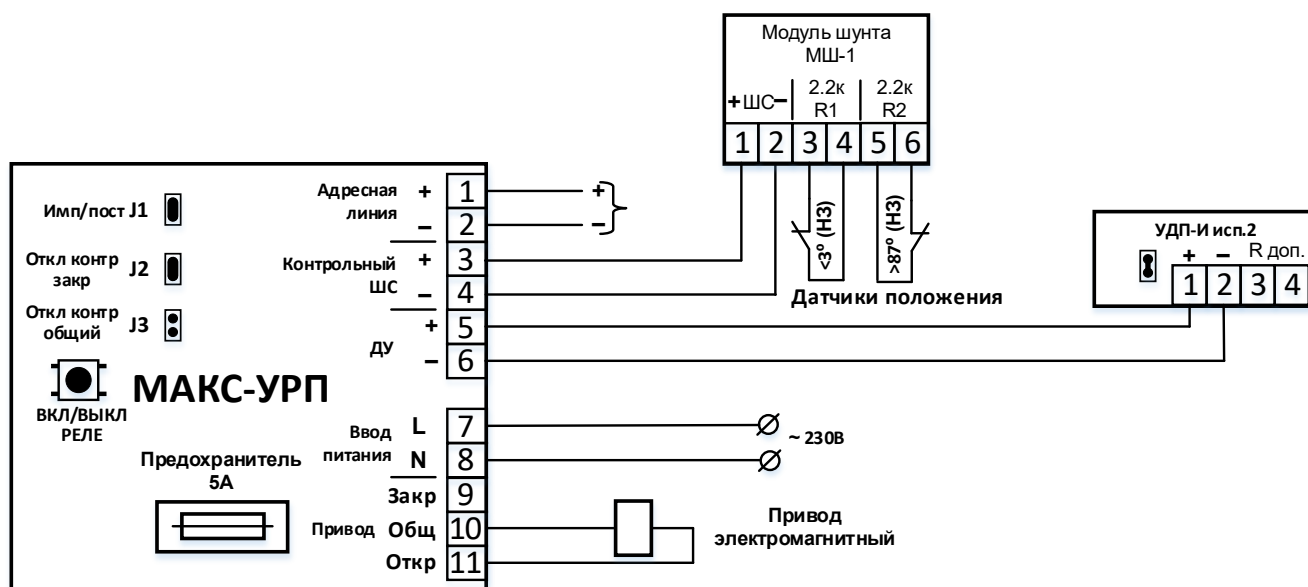 Модуль шунта
МШ-1
2.2к 2.2к
+ШС− R1 R2
1 2 3 4 5 6
<3° (НЗ)
>87° (НЗ)
Датчики положения
УДП-И исп.2
+ − R доп.
1 2 3 4
Имп/пост J1
Откл контр
закр J2
Откл контр
общий J3
ВКЛ/ВЫКЛ
РЕЛЕ
МАКС-УРП
Предохранитель
5А
Адресная
линия
+ 1
− 2
+
−
Контрольный
ШС
+ 3
− 4
ДУ
+ 5
− 6
Ввод
питания
L 7
N 8
~ 230В
Закр 9
Привод Общ 10
Откр 11
Привод
электромагнитный